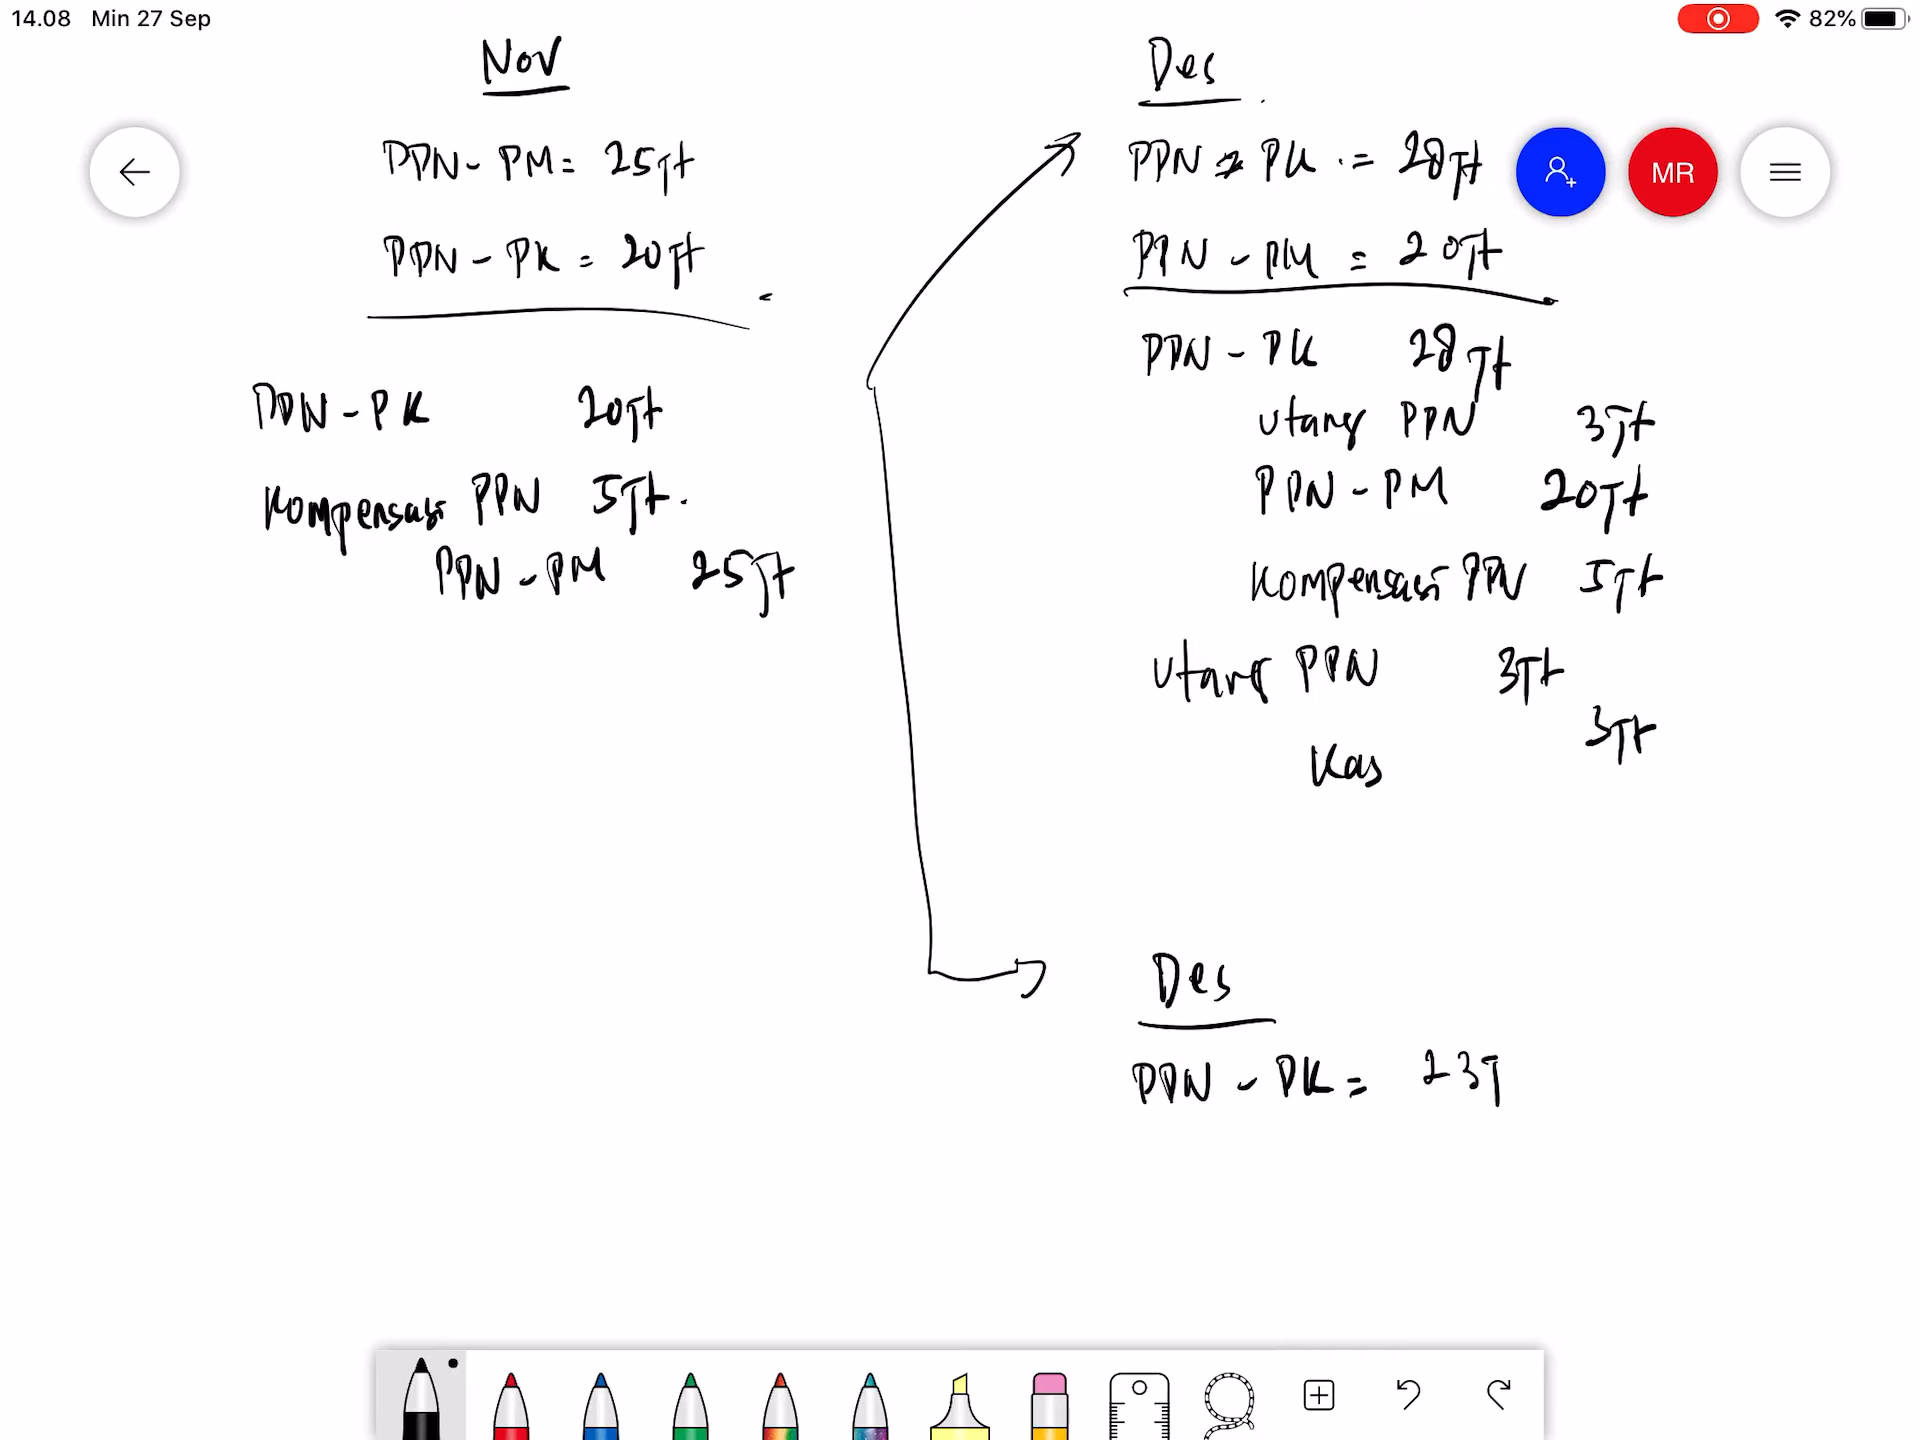 14.08 Min 27 Sep 82%
Nov
PPN - PM = 25Jt
PPN - PK = 20Jt
PPN - PK 20Jt
Kompensasi PPN 5Jt.
PPN - PM 25Jt
Des
PPN - PK = 28Jt
PPN - PM = 20Jt
PPN - PK 28Jt
Utang PPN 3Jt
PPN - PM 20Jt
Kompensasi PPN 5Jt
Utang PPN 3Jt
Kas 3Jt
Des
PPN - PK = 23J
MR